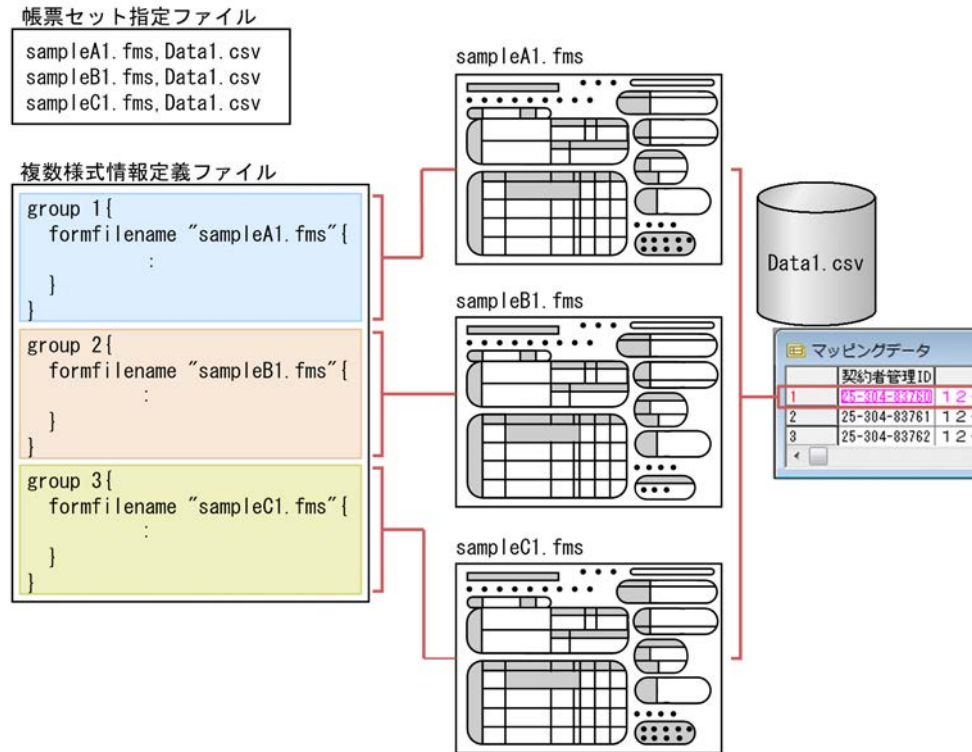 帳票セット指定ファイル
sampleA1.fms,Data1.csv
sampleB1.fms,Data1.csv
sampleC1.fms,Data1.csv
複数様式情報定義ファイル
group 1{
formfilename "sampleA1.fms"{
:
}
}
group 2{
formfilename "sampleB1.fms"{
:
}
}
group 3{
formfilename "sampleC1.fms"{
:
}
}
sampleA1.fms
sampleB1.fms
sampleC1.fms
Data1.csv
マッピングデータ
契約者管理ID
1 25-304-83760 12
2 25-304-83761 12
3 25-304-83762 12